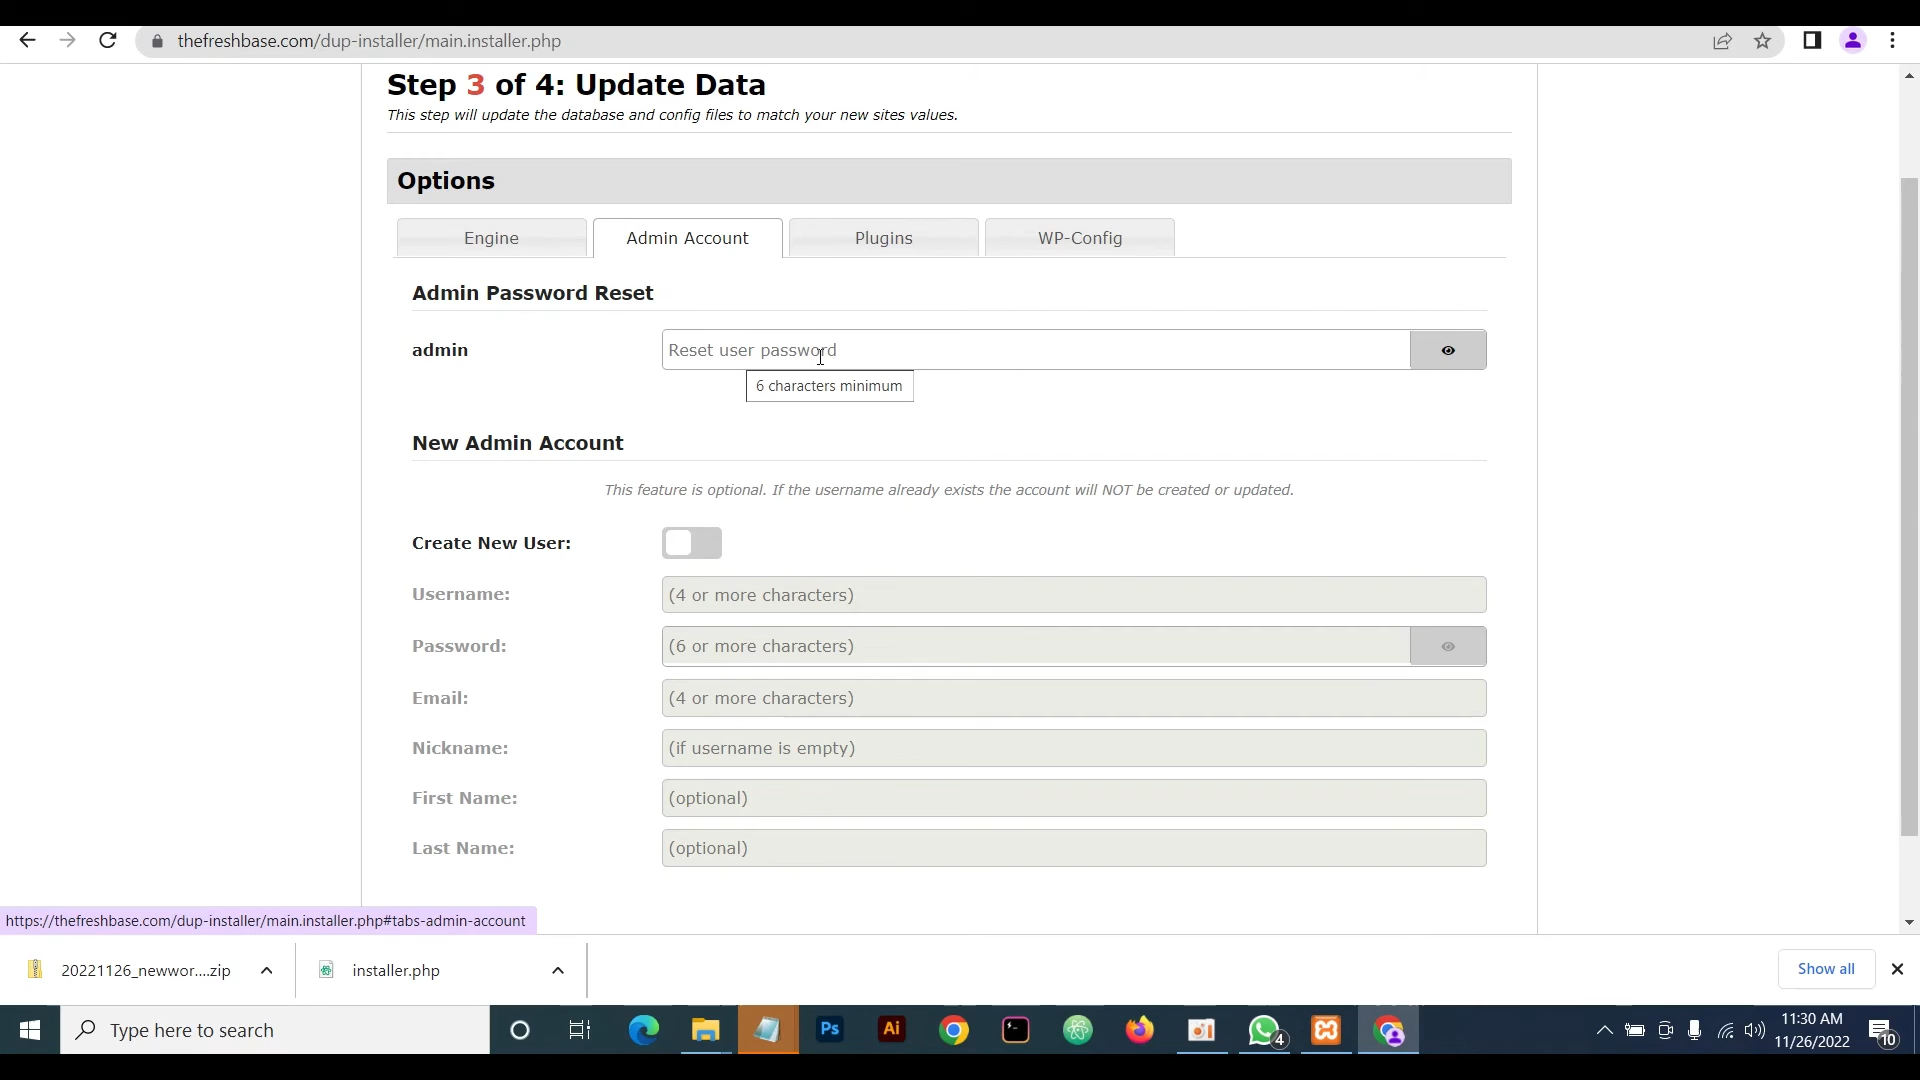 thefreshbase.com/dup-installer/main.installer.php
Step 3 of 4: Update Data
This step will update the database and config files to match your new sites values.
Options
Engine
Admin Account
Plugins
WP-Config
Admin Password Reset
admin
Reset user password
6 characters minimum
New Admin Account
This feature is optional. If the username already exists the account will NOT be created or updated.
Create New User:
Username:
(4 or more characters)
Password:
(6 or more characters)
Email:
(4 or more characters)
Nickname:
(if username is empty)
First Name:
(optional)
Last Name:
(optional)
https://thefreshbase.com/dup-installer/main.installer.php#tabs-admin-account
20221126_newwor....zip
installer.php
Show all
Type here to search
Ps
Ai
4
11:30 AM
11/26/2022
10